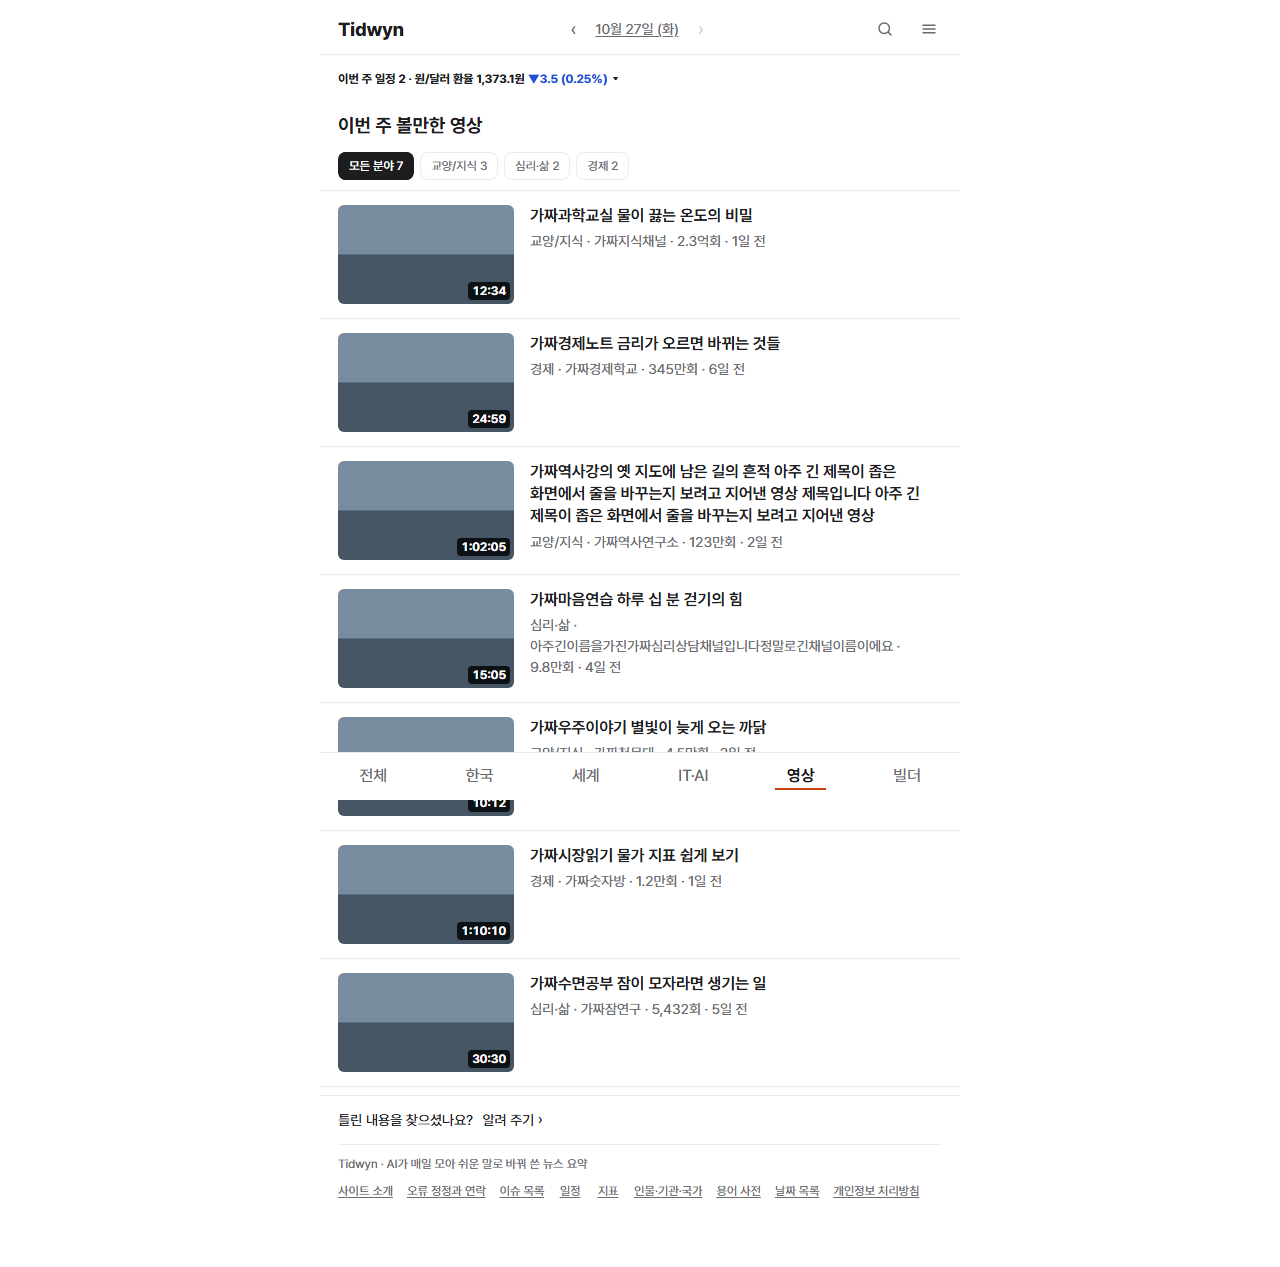 Tidwyn
‹ 10월 27일 (화) ›
이번 주 일정 2 · 원/달러 환율 1,373.1원 ▼3.5 (0.25%) ▾
이번 주 볼만한 영상
모든 분야 7 교양/지식 3 심리·삶 2 경제 2
12:34
가짜과학교실 물이 끓는 온도의 비밀
교양/지식 · 가짜지식채널 · 2.3억회 · 1일 전
24:59
가짜경제노트 금리가 오르면 바뀌는 것들
경제 · 가짜경제학교 · 345만회 · 6일 전
1:02:05
가짜역사강의 옛 지도에 남은 길의 흔적 아주 긴 제목이 좁은
화면에서 줄을 바꾸는지 보려고 지어낸 영상 제목입니다 아주 긴
제목이 좁은 화면에서 줄을 바꾸는지 보려고 지어낸 영상
교양/지식 · 가짜역사연구소 · 123만회 · 2일 전
15:05
가짜마음연습 하루 십 분 걷기의 힘
심리·삶 ·
아주긴이름을가진가짜심리상담채널입니다정말로긴채널이름이에요 ·
9.8만회 · 4일 전
가짜우주이야기 별빛이 늦게 오는 까닭
전체 한국 세계 IT·AI 영상 빌더
10:12
가짜시장읽기 물가 지표 쉽게 보기
경제 · 가짜숫자방 · 1.2만회 · 1일 전
1:10:10
가짜수면공부 잠이 모자라면 생기는 일
심리·삶 · 가짜잠연구 · 5,432회 · 5일 전
30:30
틀린 내용을 찾으셨나요? 알려 주기 ›
Tidwyn · AI가 매일 모아 쉬운 말로 바꿔 쓴 뉴스 요약
사이트 소개 오류 정정과 연락 이슈 목록 일정 지표 인물·기관·국가 용어 사전 날짜 목록 개인정보 처리방침